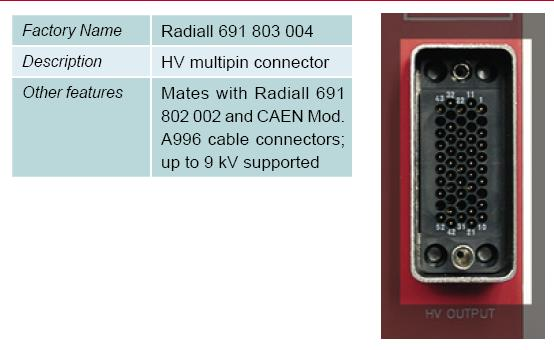 Factory Name
Radiall 691 803 004
Description
HV multipin connector
Other features
Mates with Radiall 691
802 002 and CAEN Mod.
A996 cable connectors;
up to 9 kV supported
43 32 22 11 1
52 42 31 21 10
HV OUTPUT